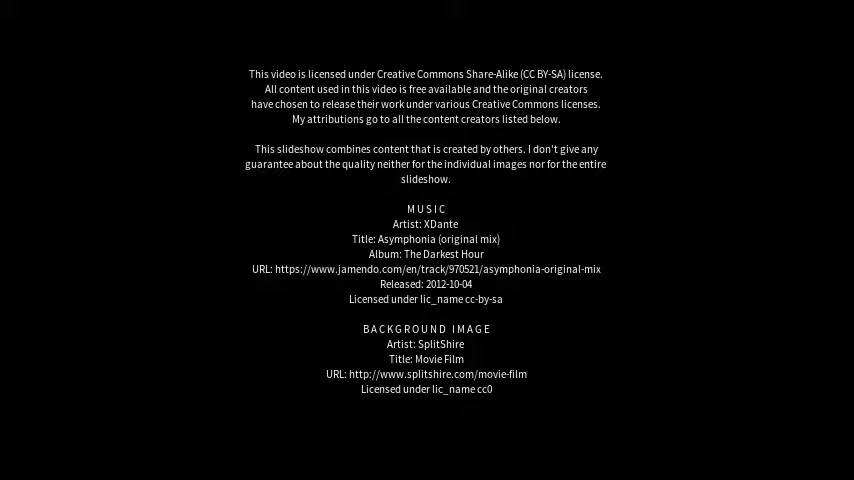 This video is licensed under Creative Commons Share-Alike (CC BY-SA) license.
All content used in this video is free available and the original creators
have chosen to release their work under various Creative Commons licenses.
My attributions go to all the content creators listed below.
This slideshow combines content that is created by others. I don't give any
guarantee about the quality neither for the individual images nor for the entire
slideshow.
MUSIC
Artist: XDante
Title: Asymphonia (original mix)
Album: The Darkest Hour
URL: https://www.jamendo.com/en/track/970521/asymphonia-original-mix
Released: 2012-10-04
Licensed under lic_name cc-by-sa
BACKGROUND IMAGE
Artist: SplitShire
Title: Movie Film
URL: http://www.splitshire.com/movie-film
Licensed under lic_name cc0